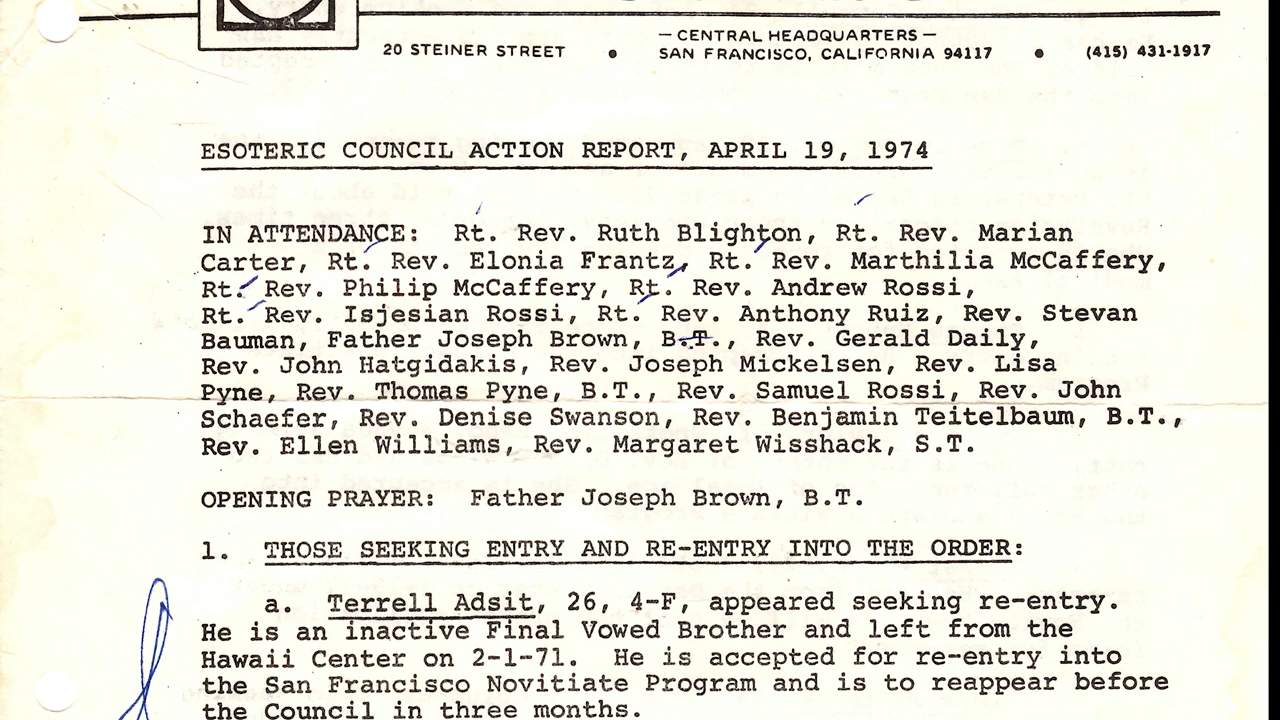 — CENTRAL HEADQUARTERS —
20 STEINER STREET • SAN FRANCISCO, CALIFORNIA 94117 • (415) 431-1917
ESOTERIC COUNCIL ACTION REPORT, APRIL 19, 1974
IN ATTENDANCE: Rt. Rev. Ruth Blighton, Rt. Rev. Marian
Carter, Rt. Rev. Elonia Frantz, Rt. Rev. Marthilia McCaffery,
Rt. Rev. Philip McCaffery, Rt. Rev. Andrew Rossi,
Rt. Rev. Isjesian Rossi, Rt. Rev. Anthony Ruiz, Rev. Stevan
Bauman, Father Joseph Brown, B.T., Rev. Gerald Daily,
Rev. John Hatgidakis, Rev. Joseph Mickelsen, Rev. Lisa
Pyne, Rev. Thomas Pyne, B.T., Rev. Samuel Rossi, Rev. John
Schaefer, Rev. Denise Swanson, Rev. Benjamin Teitelbaum, B.T.,
Rev. Ellen Williams, Rev. Margaret Wisshack, S.T.
OPENING PRAYER: Father Joseph Brown, B.T.
1. THOSE SEEKING ENTRY AND RE-ENTRY INTO THE ORDER:
a. Terrell Adsit, 26, 4-F, appeared seeking re-entry.
He is an inactive Final Vowed Brother and left from the
Hawaii Center on 2-1-71. He is accepted for re-entry into
the San Francisco Novitiate Program and is to reappear before
the Council in three months.